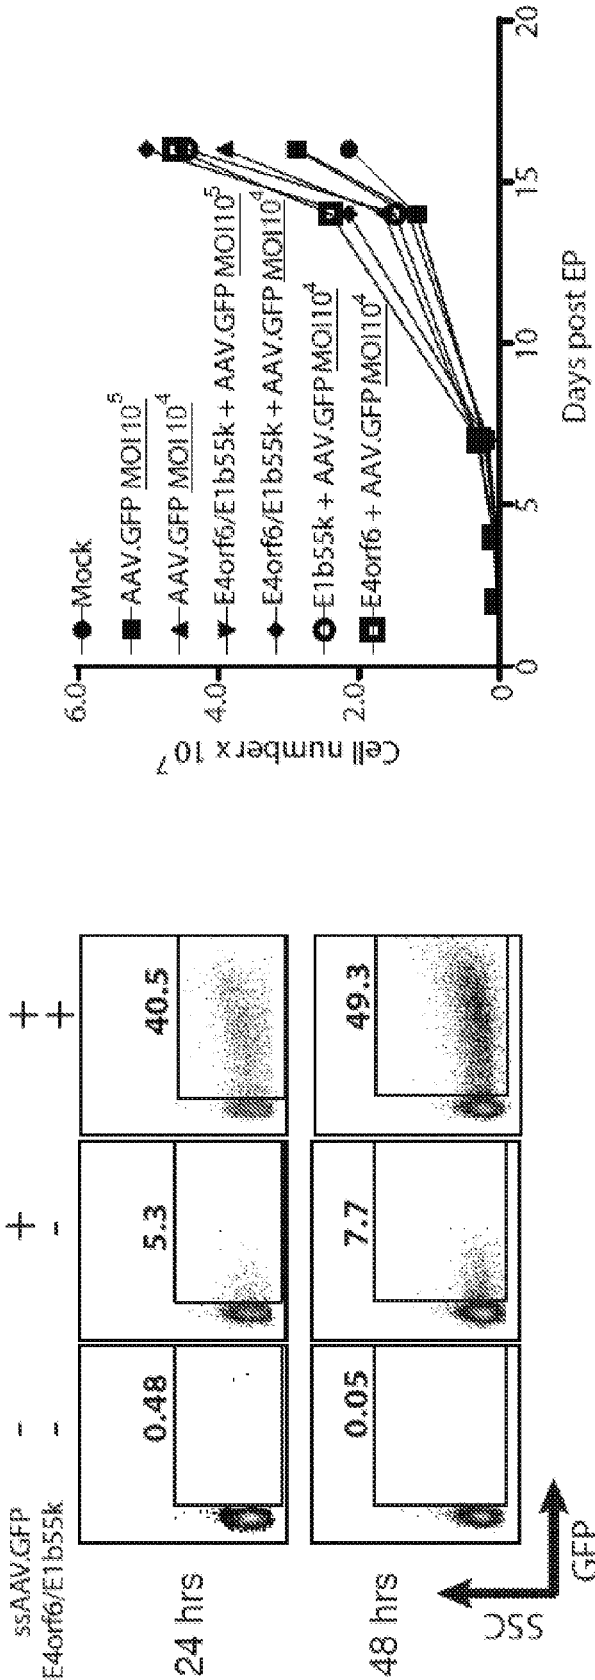 ssAAV.GFP - + +
E4orf6/E1b55k - - +
24 hrs
0.48
5.3
40.5
48 hrs
0.05
7.7
49.3
SSC
GFP
Cell number x 10^7
6.0
4.0
2.0
0
Mock
AAV.GFP MOI 10^5
AAV.GFP MOI 10^4
E4orf6/E1b55k + AAV.GFP MOI10^5
E4orf6/E1b55k + AAV.GFP MOI10^4
E1b55k + AAV.GFP MOI10^4
E4orf6 + AAV.GFP MOI10^4
0 5 10 15 20
Days post EP